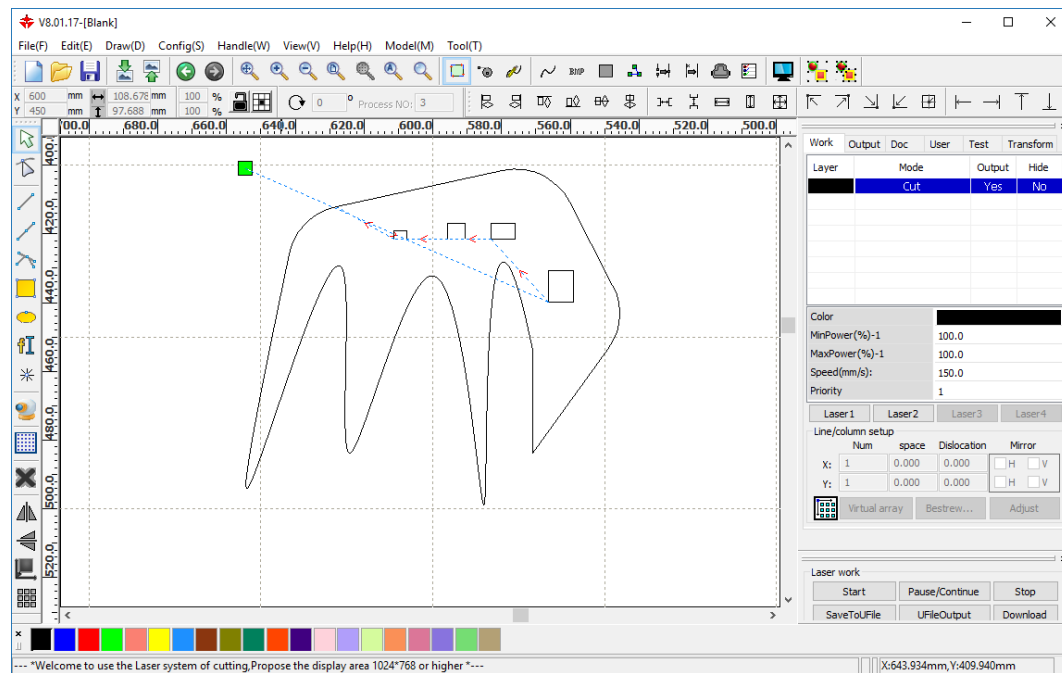 V8.01.17-[Blank]
File(F) Edit(E) Draw(D) Config(S) Handle(W) View(V) Help(H) Model(M) Tool(T)
BMP
X 600 mm 108.678 mm 100 %
Y 450 mm 97.688 mm 100 %
0 ° Process NO: 3
700.0 680.0 660.0 640.0 620.0 600.0 580.0 560.0 540.0 520.0 500.0
400.0
420.0
440.0
460.0
480.0
500.0
520.0
Work Output Doc User Test Transform
Layer Mode Output Hide
Cut Yes No
Color
MinPower(%)-1 100.0
MaxPower(%)-1 100.0
Speed(mm/s): 150.0
Priority 1
Laser1 Laser2 Laser3 Laser4
Line/column setup
Num space Dislocation Mirror
X: 1 0.000 0.000 H V
Y: 1 0.000 0.000 H V
Virtual array Bestrew... Adjust
Laser work
Start Pause/Continue Stop
SaveToUFile UFileOutput Download
--- *Welcome to use the Laser system of cutting,Propose the display area 1024*768 or higher *---
X:643.934mm,Y:409.940mm